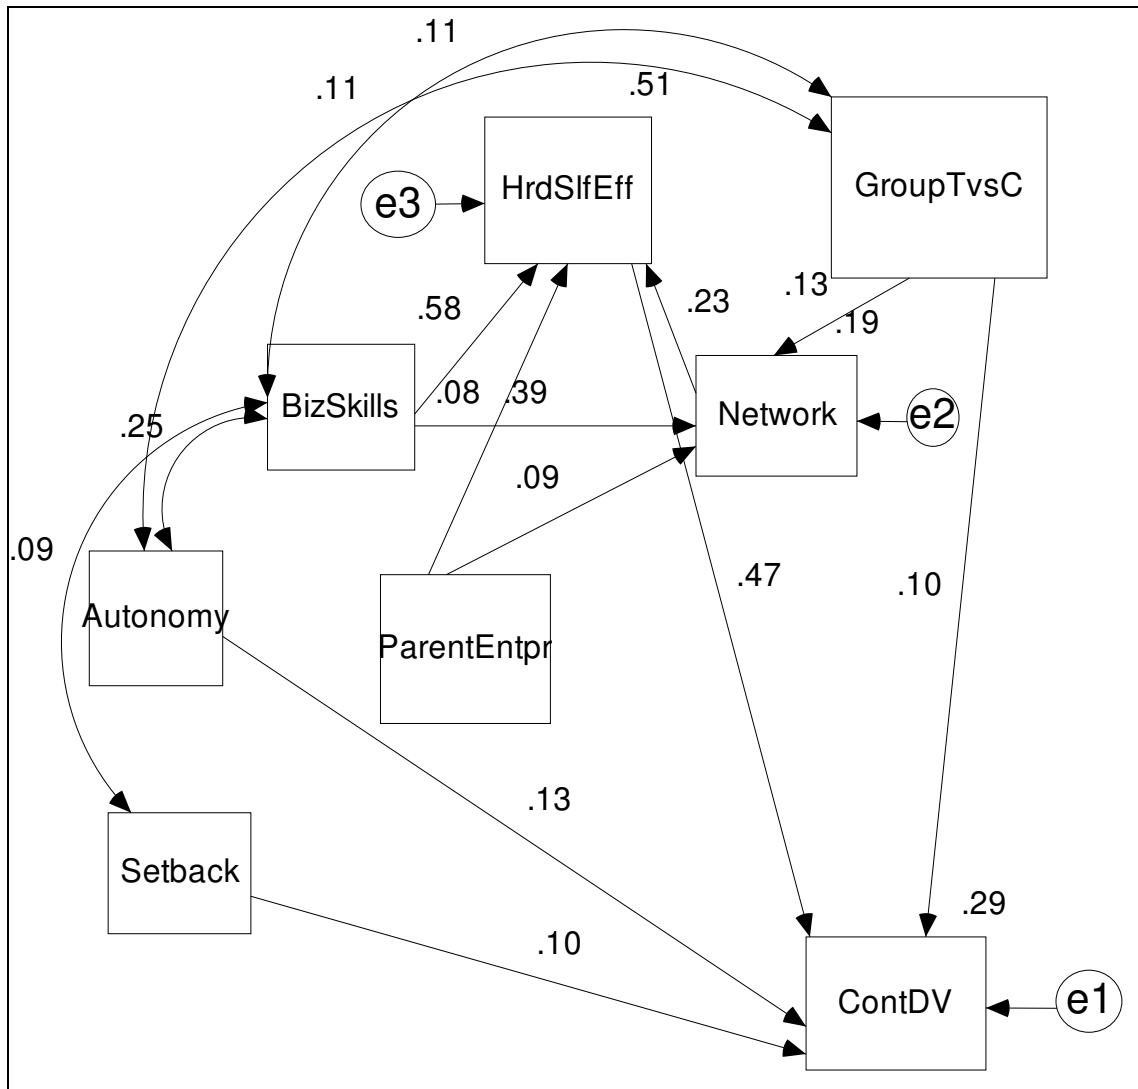 .11
.11
.51
HrdSlfEff
GroupTvsC
e3
.13
.58
.23
.19
BizSkills
.08
.39
Network
e2
.25
.09
.09
.47
.10
Autonomy
ParentEntpr
.13
Setback
.29
.10
ContDV
e1